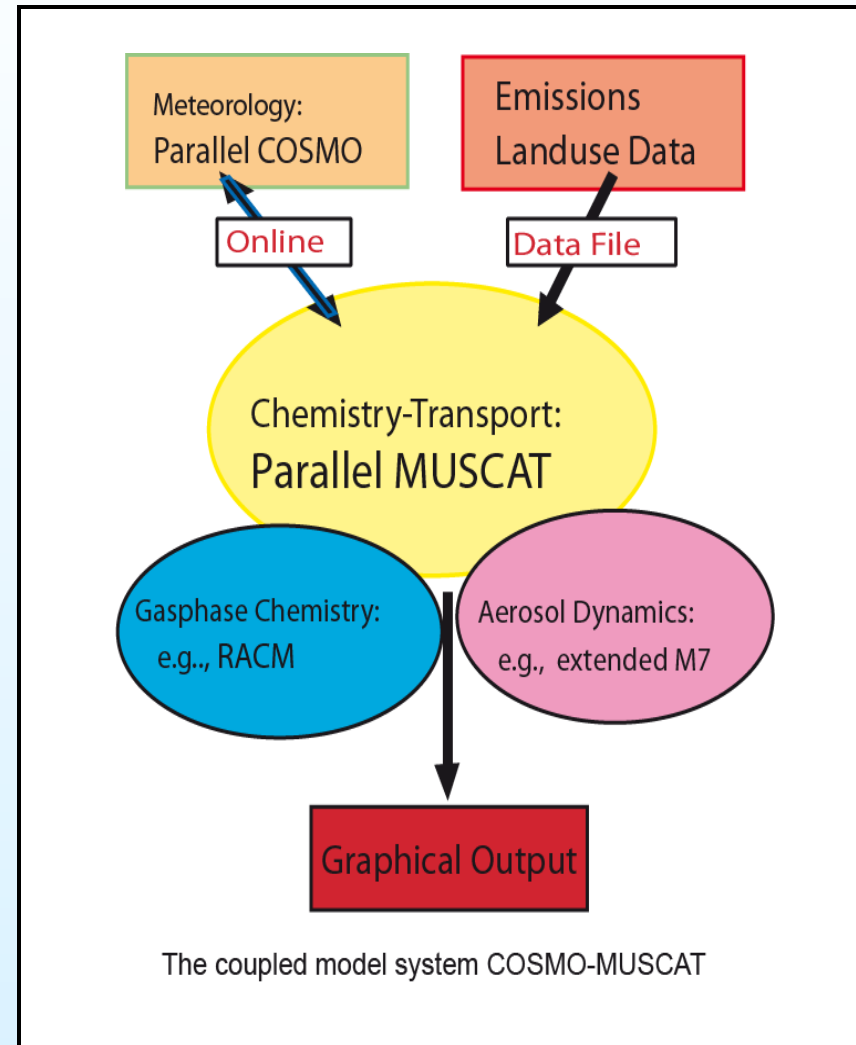 Meteorology:
Parallel COSMO
Emissions
Landuse Data
Online
Data File
Chemistry-Transport:
Parallel MUSCAT
Gasphase Chemistry:
e.g.., RACM
Aerosol Dynamics:
e.g., extended M7
Graphical Output
The coupled model system COSMO-MUSCAT